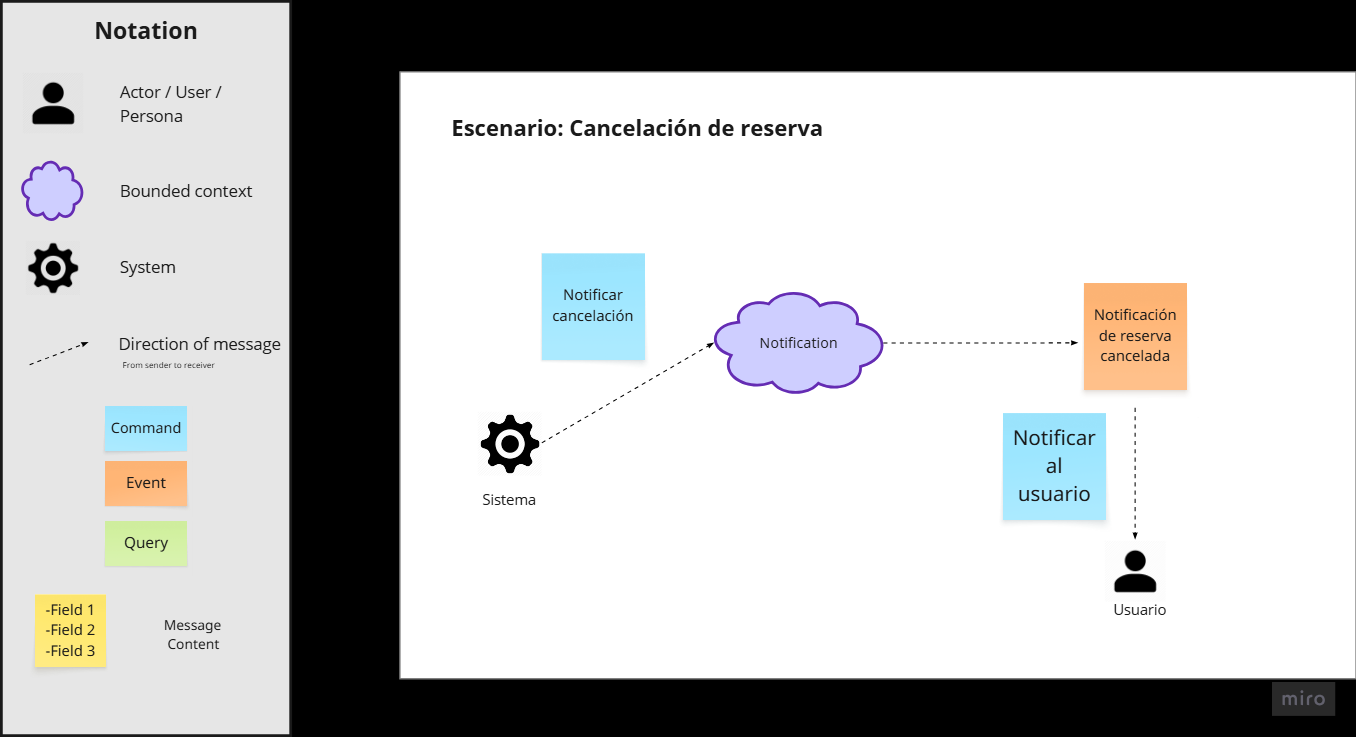 Notation
Actor / User /
Persona
Bounded context
System
Direction of message
From sender to receiver
Command
Event
Query
-Field 1
-Field 2
-Field 3
Message
Content
Escenario: Cancelación de reserva
Notificar
cancelación
Notification
Notificación
de reserva
cancelada
Sistema
Notificar
al
usuario
Usuario
miro